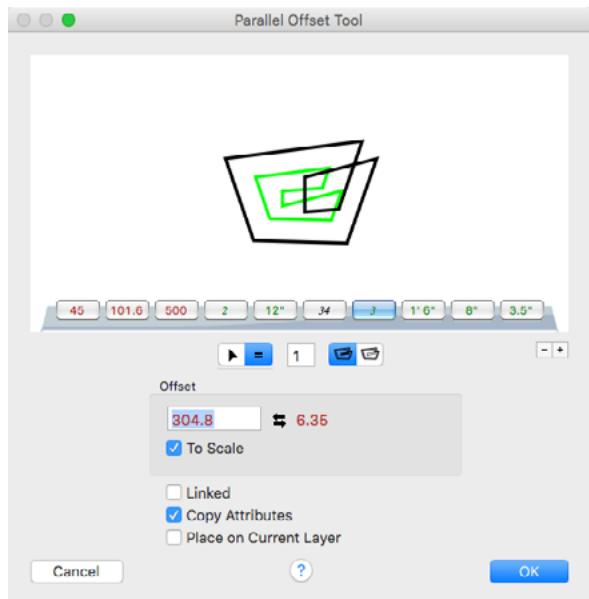 Parallel Offset Tool
45 101.6 500 2 12" 34 3 1' 6" 8" 3.5"
= 1 - +
Offset
304.8 6.35
To Scale
Linked
Copy Attributes
Place on Current Layer
Cancel ? OK